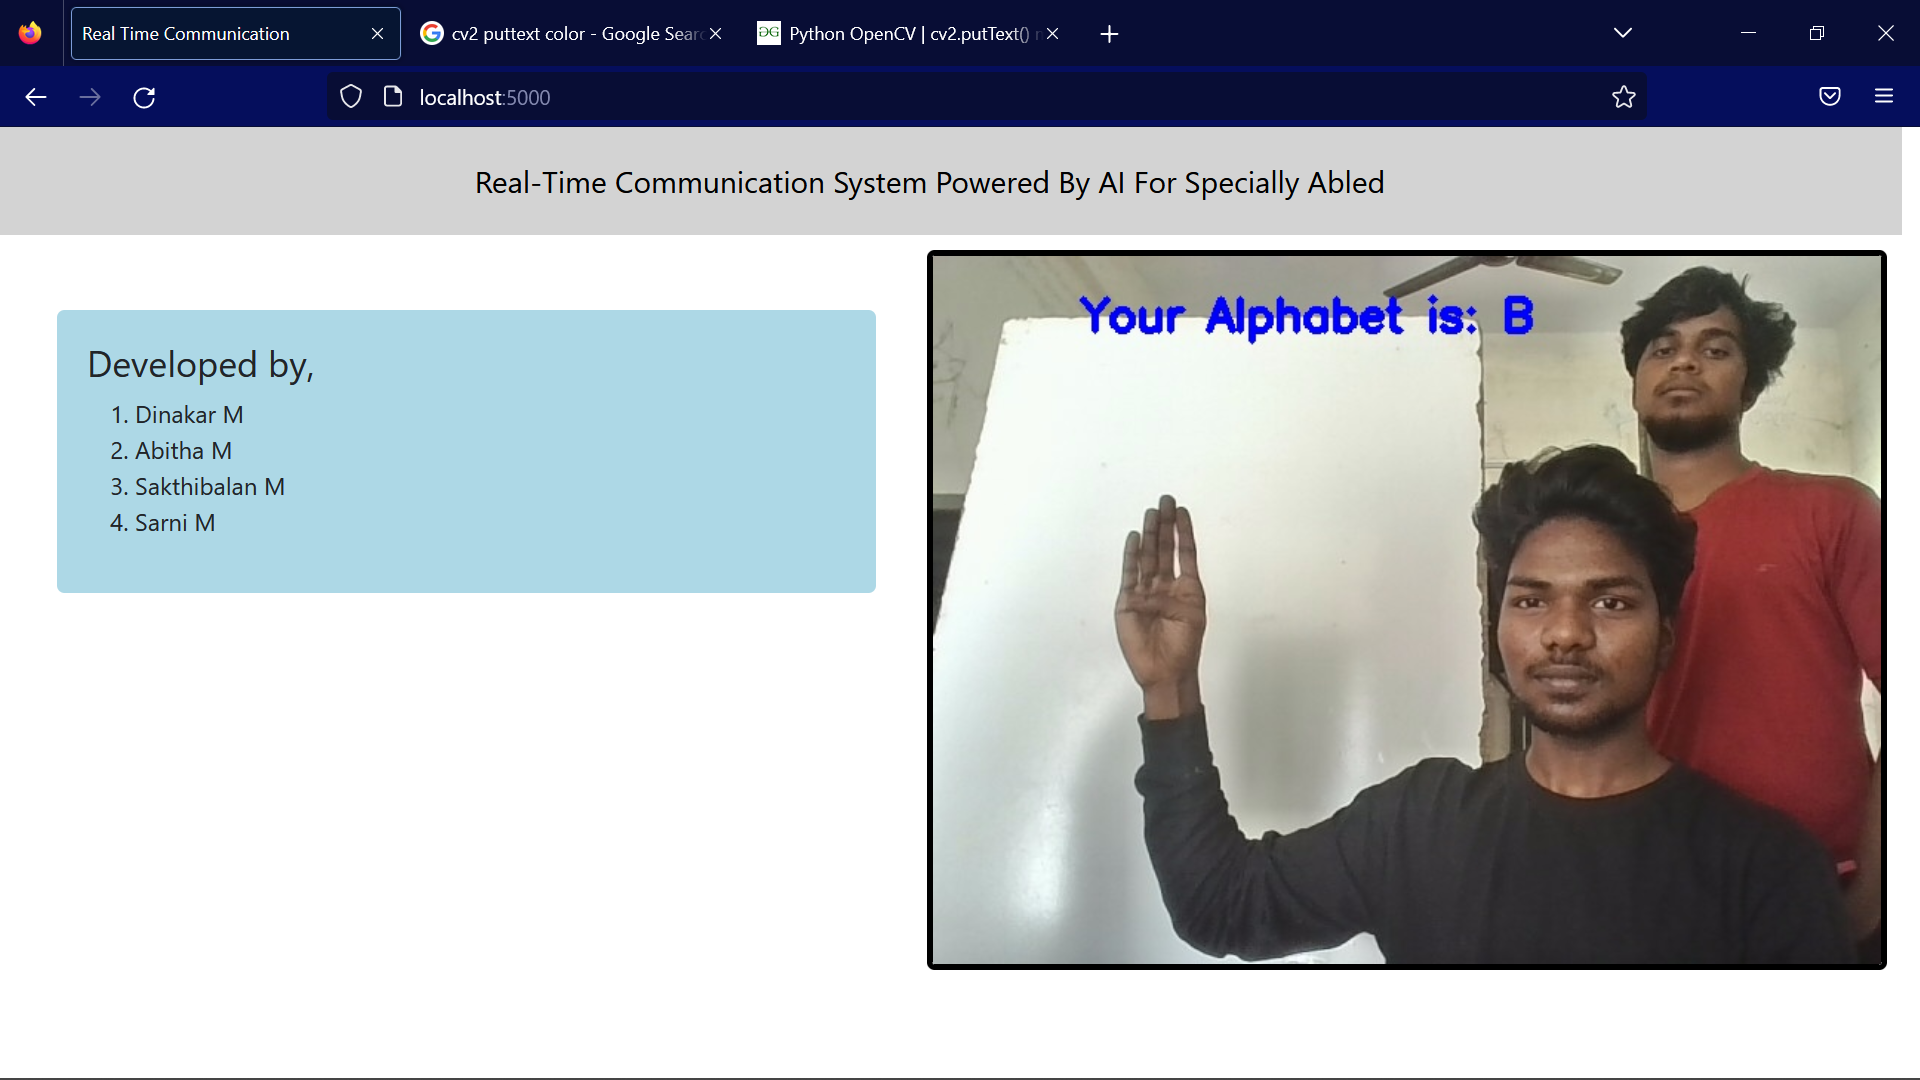 Real Time Communication
cv2 puttext color - Google Sear
Python OpenCV | cv2.putText()
localhost:5000
Real-Time Communication System Powered By AI For Specially Abled
Developed by,
1. Dinakar M
2. Abitha M
3. Sakthibalan M
4. Sarni M
Your Alphabet is: B